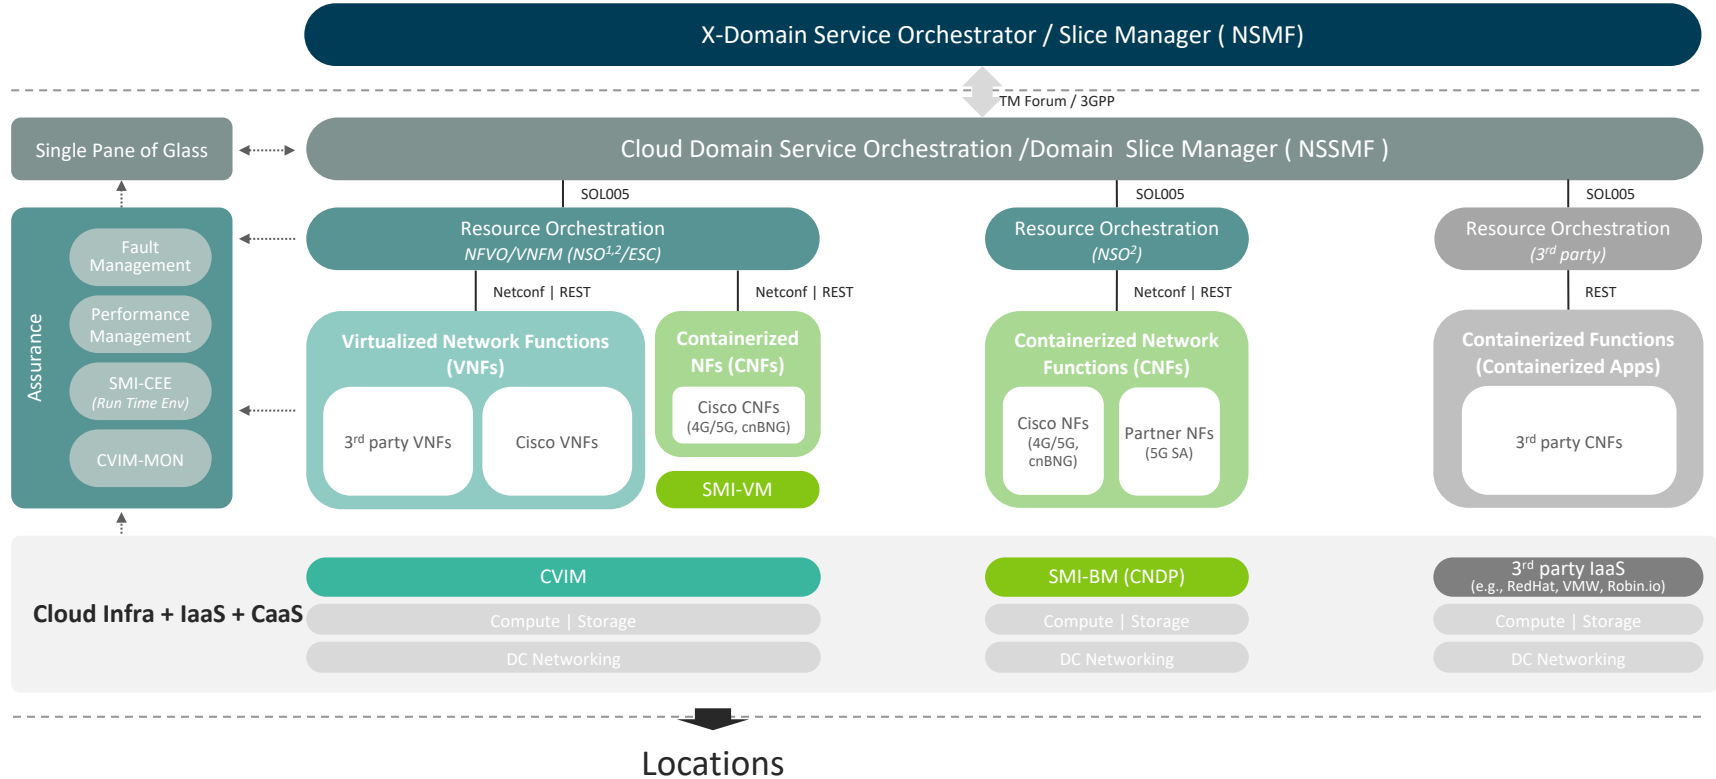 X-Domain Service Orchestrator / Slice Manager ( NSMF)
TM Forum / 3GPP
Single Pane of Glass
Cloud Domain Service Orchestration /Domain Slice Manager ( NSSMF )
SOL005
SOL005
SOL005
Assurance
Fault
Management
Performance
Management
SMI-CEE
(Run Time Env)
CVIM-MON
Resource Orchestration
NFVO/VNFM (NSO1,2/ESC)
Resource Orchestration
(NSO2)
Resource Orchestration
(3rd party)
Netconf | REST
Netconf | REST
Netconf | REST
REST
Virtualized Network Functions
(VNFs)
3rd party VNFs
Cisco VNFs
Containerized
NFs (CNFs)
Cisco CNFs
(4G/5G, cnBNG)
SMI-VM
Containerized Network
Functions (CNFs)
Cisco NFs
(4G/5G,
cnBNG)
Partner NFs
(5G SA)
Containerized Functions
(Containerized Apps)
3rd party CNFs
Cloud Infra + IaaS + CaaS
CVIM
Compute | Storage
DC Networking
SMI-BM (CNDP)
Compute | Storage
DC Networking
3rd party IaaS
(e.g., RedHat, VMW, Robin.io)
Compute | Storage
DC Networking
Locations